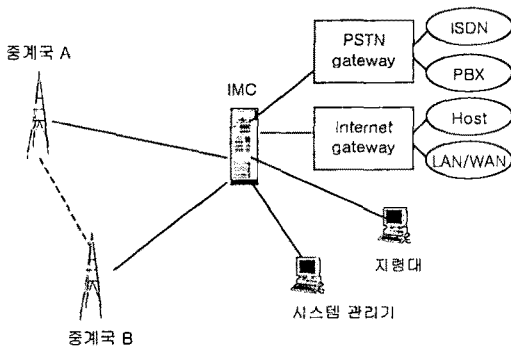 중계국 A
IMC
PSTN
gateway
ISDN
PBX
Internet
gateway
Host
LAN/WAN
지령대
시스템 관리기
중계국 B